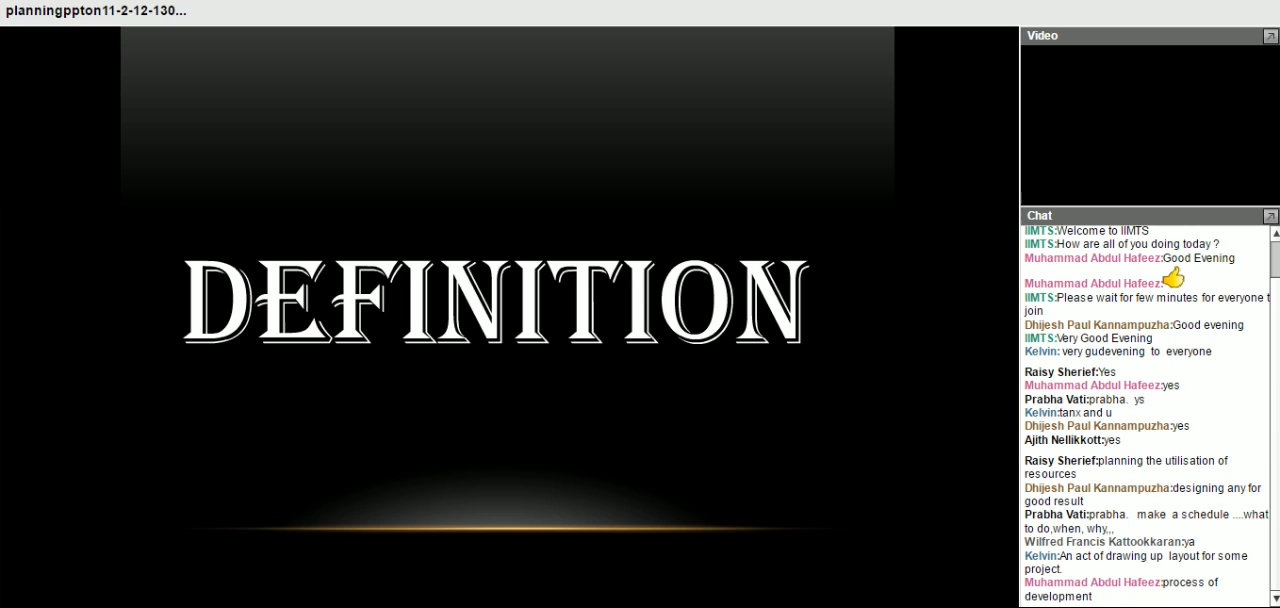 planningppton11-2-12-130...
DEFINITION
Video
Chat
IIMTS:Welcome to IIMTS
IIMTS:How are all of you doing today ?
Muhammad Abdul Hafeez:Good Evening
Muhammad Abdul Hafeez:
IIMTS:Please wait for few minutes for everyone t
join
Dhijesh Paul Kannampuzha:Good evening
IIMTS:Very Good Evening
Kelvin: very gudevening to everyone
Raisy Sherief:Yes
Muhammad Abdul Hafeez:yes
Prabha Vati:prabha. ys
Kelvin:tanx and u
Dhijesh Paul Kannampuzha:yes
Ajith Nellikkott:yes
Raisy Sherief:planning the utilisation of
resources
Dhijesh Paul Kannampuzha:designing any for
good result
Prabha Vati:prabha. make a schedule ....what
to do,when, why,,,
Wilfred Francis Kattookkaran:ya
Kelvin:An act of drawing up layout for some
project.
Muhammad Abdul Hafeez:process of
development